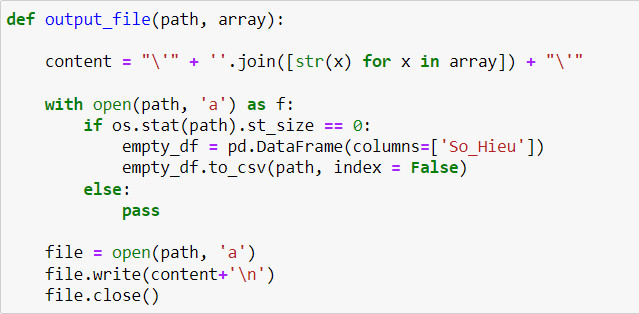 def output_file(path, array):
content = "\'" + ''.join([str(x) for x in array]) + "\'"
with open(path, 'a') as f:
if os.stat(path).st_size == 0:
empty_df = pd.DataFrame(columns=['So_Hieu'])
empty_df.to_csv(path, index = False)
else:
pass
file = open(path, 'a')
file.write(content+'\n')
file.close()